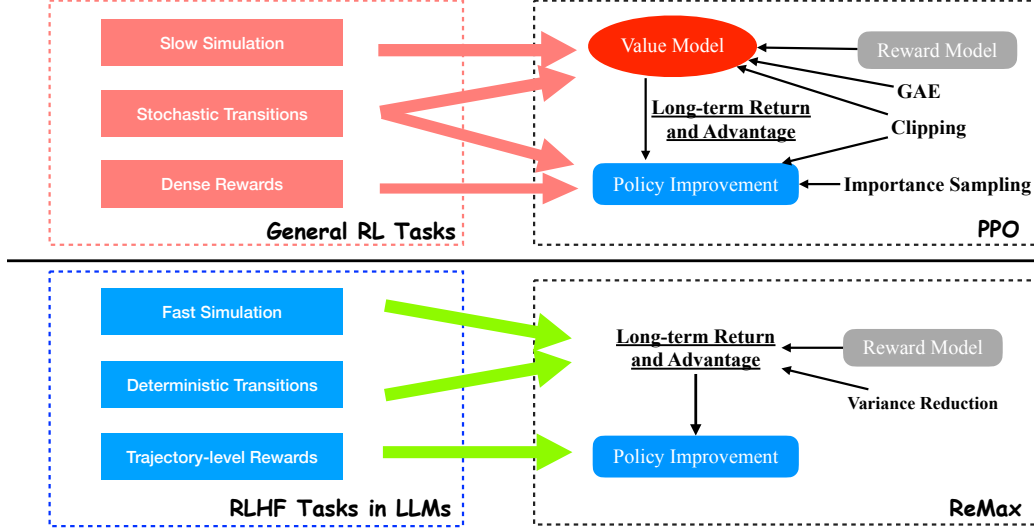 Slow Simulation
Stochastic Transitions
Dense Rewards
General RL Tasks
Value Model
Reward Model
GAE
Long-term Return
and Advantage
Clipping
Policy Improvement
Importance Sampling
PPO
Fast Simulation
Deterministic Transitions
Trajectory-level Rewards
RLHF Tasks in LLMs
Long-term Return
and Advantage
Reward Model
Variance Reduction
Policy Improvement
ReMax